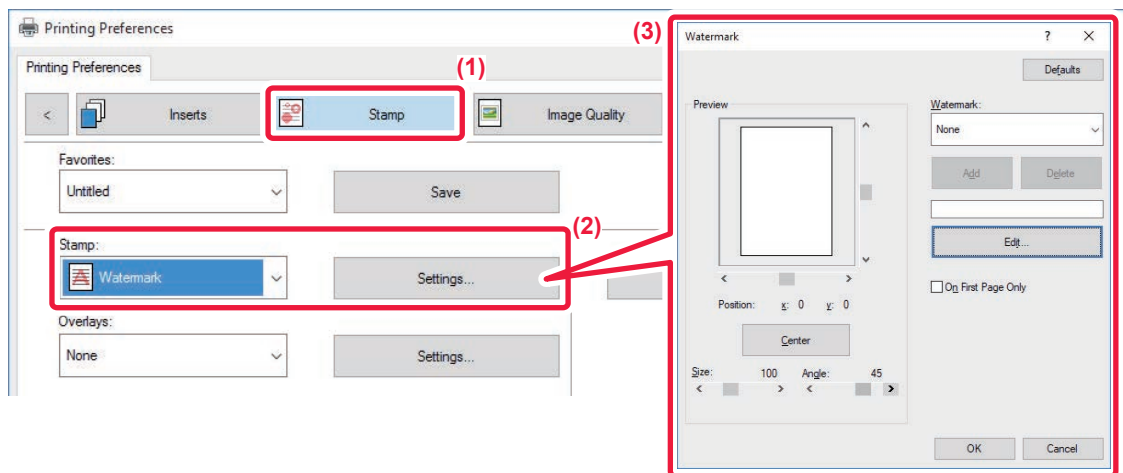 Printing Preferences
Printing Preferences
(1)
< Inserts Stamp Image Quality
Favorites:
Untitled Save
(2)
Stamp:
Watermark Settings...
Overlays:
None Settings...
(3)
Watermark ? ×
Defaults
Preview
Watermark:
None
Add Delete
Edit...
< >
On First Page Only
Position: x: 0 y: 0
Center
Size: 100 Angle: 45
< > < >
OK Cancel